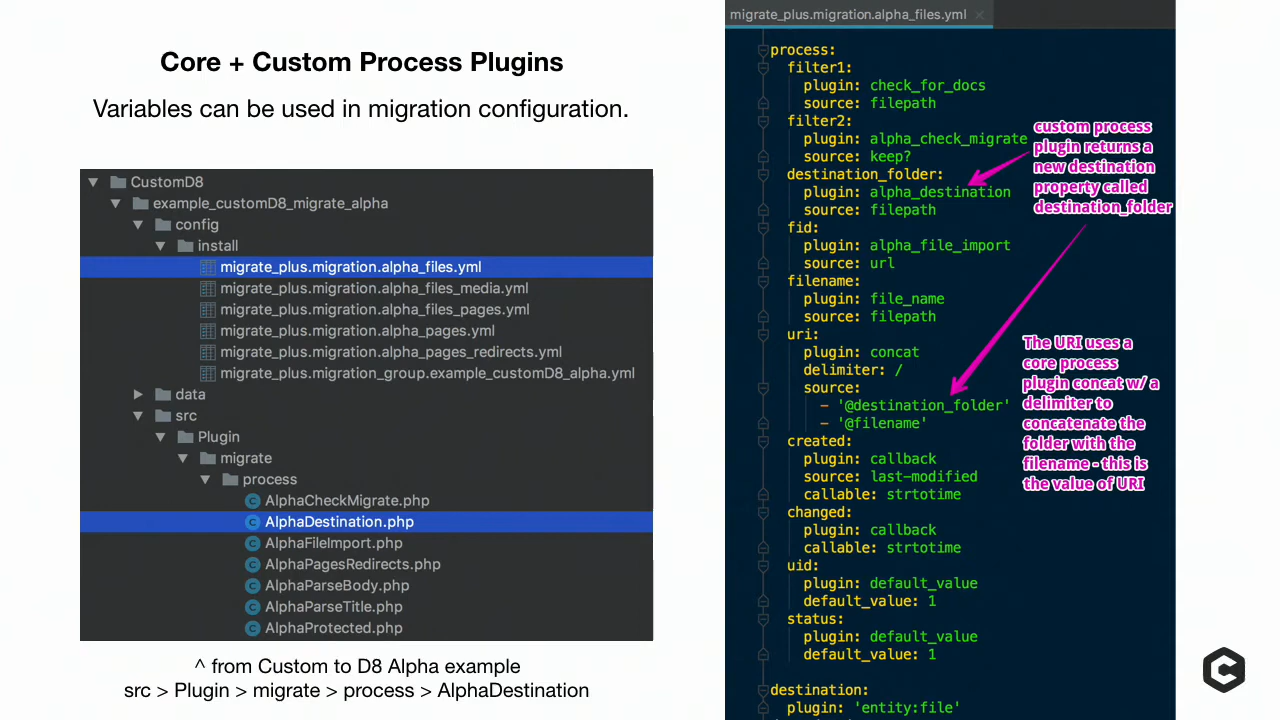 Core + Custom Process Plugins
Variables can be used in migration configuration.
CustomD8
example_customD8_migrate_alpha
config
install
migrate_plus.migration.alpha_files.yml
migrate_plus.migration.alpha_files_media.yml
migrate_plus.migration.alpha_files_pages.yml
migrate_plus.migration.alpha_pages.yml
migrate_plus.migration.alpha_pages_redirects.yml
migrate_plus.migration_group.example_customD8_alpha.yml
data
src
Plugin
migrate
process
AlphaCheckMigrate.php
AlphaDestination.php
AlphaFileImport.php
AlphaPagesRedirects.php
AlphaParseBody.php
AlphaParseTitle.php
AlphaProtected.php
^ from Custom to D8 Alpha example
src > Plugin > migrate > process > AlphaDestination
migrate_plus.migration.alpha_files.yml
process:
filter1:
plugin: check_for_docs
source: filepath
filter2:
plugin: alpha_check_migrate
source: keep?
destination_folder:
plugin: alpha_destination
source: filepath
fid:
plugin: alpha_file_import
source: url
filename:
plugin: file_name
source: filepath
uri:
plugin: concat
delimiter: /
source:
- '@destination_folder'
- '@filename'
created:
plugin: callback
source: last-modified
callable: strtotime
changed:
plugin: callback
callable: strtotime
uid:
plugin: default_value
default_value: 1
status:
plugin: default_value
default_value: 1
destination:
plugin: 'entity:file'
custom process
plugin returns a
new destination
property called
destination_folder
The URI uses a
core process
plugin concat w/ a
delimiter to
concatenate the
folder with the
filename - this is
the value of URI